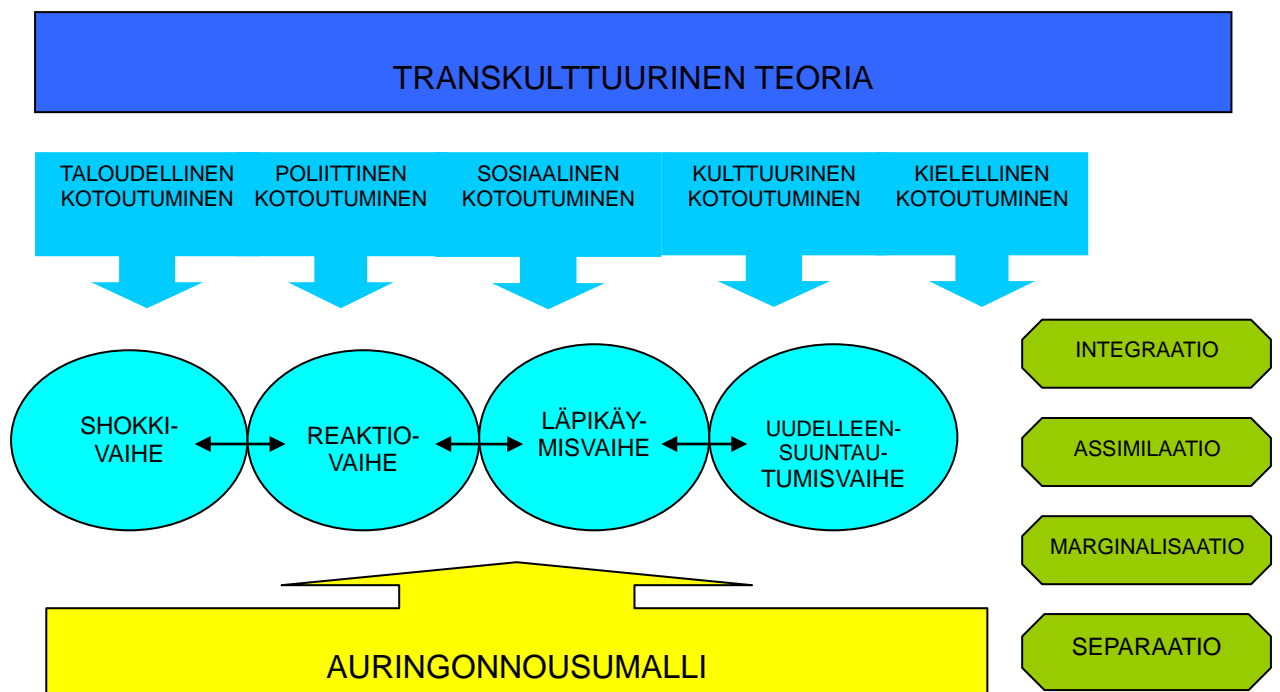 TRANSKULTTUURINEN TEORIA
TALOUDELLINEN
KOTOUTUMINEN
POLIITTINEN
KOTOUTUMINEN
SOSIAALINEN
KOTOUTUMINEN
KULTTUURINEN
KOTOUTUMINEN
KIELELLINEN
KOTOUTUMINEN
SHOKKI-
VAIHE
REAKTIO-
VAIHE
LÄPIKÄY-
MISVAIHE
UUDELLEEN-
SUUNTAU-
TUMISVAIHE
INTEGRAATIO
ASSIMILAATIO
MARGINALISAATIO
SEPARAATIO
AURINGONNOUSUMALLI